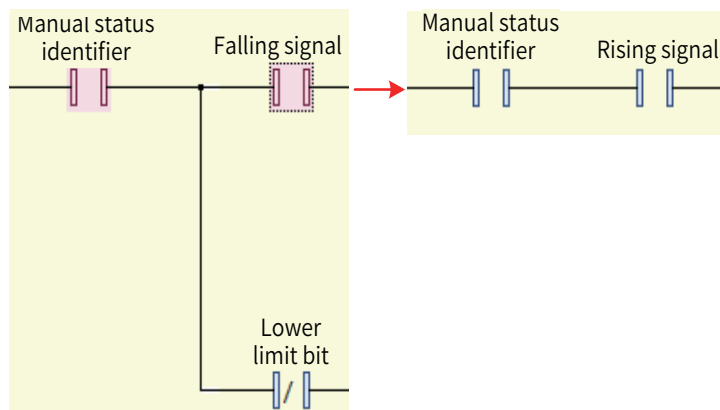 Manual status
identifier
Falling signal
Manual status
identifier
Rising signal
Lower
limit bit